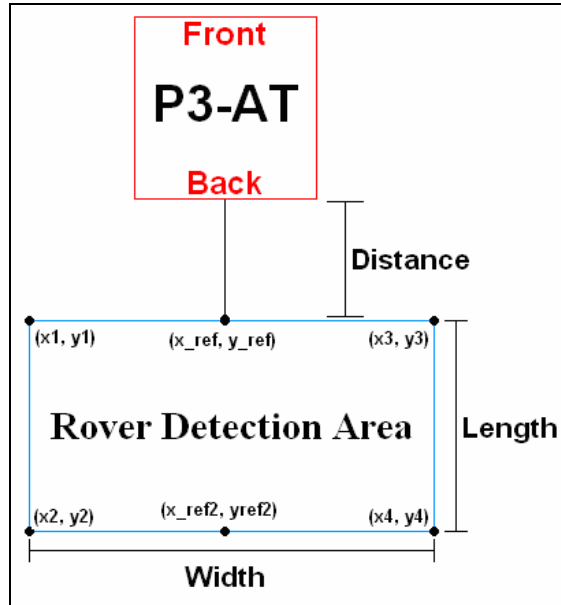 Front
P3-AT
Back
Distance
(x1, y1)
(x_ref, y_ref)
(x3, y3)
Rover Detection Area
Length
(x2, y2)
(x_ref2, yref2)
(x4, y4)
Width